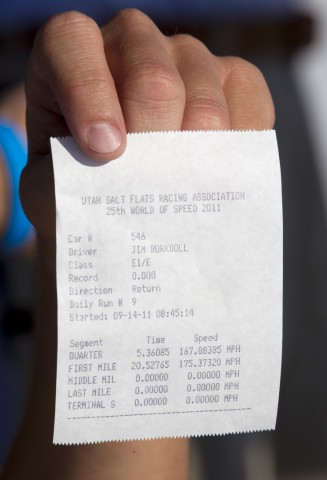 UTAH SALT FLATS RACING ASSOCIATION
25th WORLD OF SPEED 2011
Car # 546
Driver JIM BURKDOLL
Class E1/E
Record 0.000
Direction Return
Daily Run # 9
Started: 09-14-11 08:45:14
Segment Time Speed
QUARTER 5.36085 167.88385 MPH
FIRST MILE 20.52765 175.37320 MPH
MIDDLE MIL 0.00000 0.00000 MPH
LAST MILE 0.00000 0.00000 MPH
TERMINAL S 0.00000 0.00000 MPH